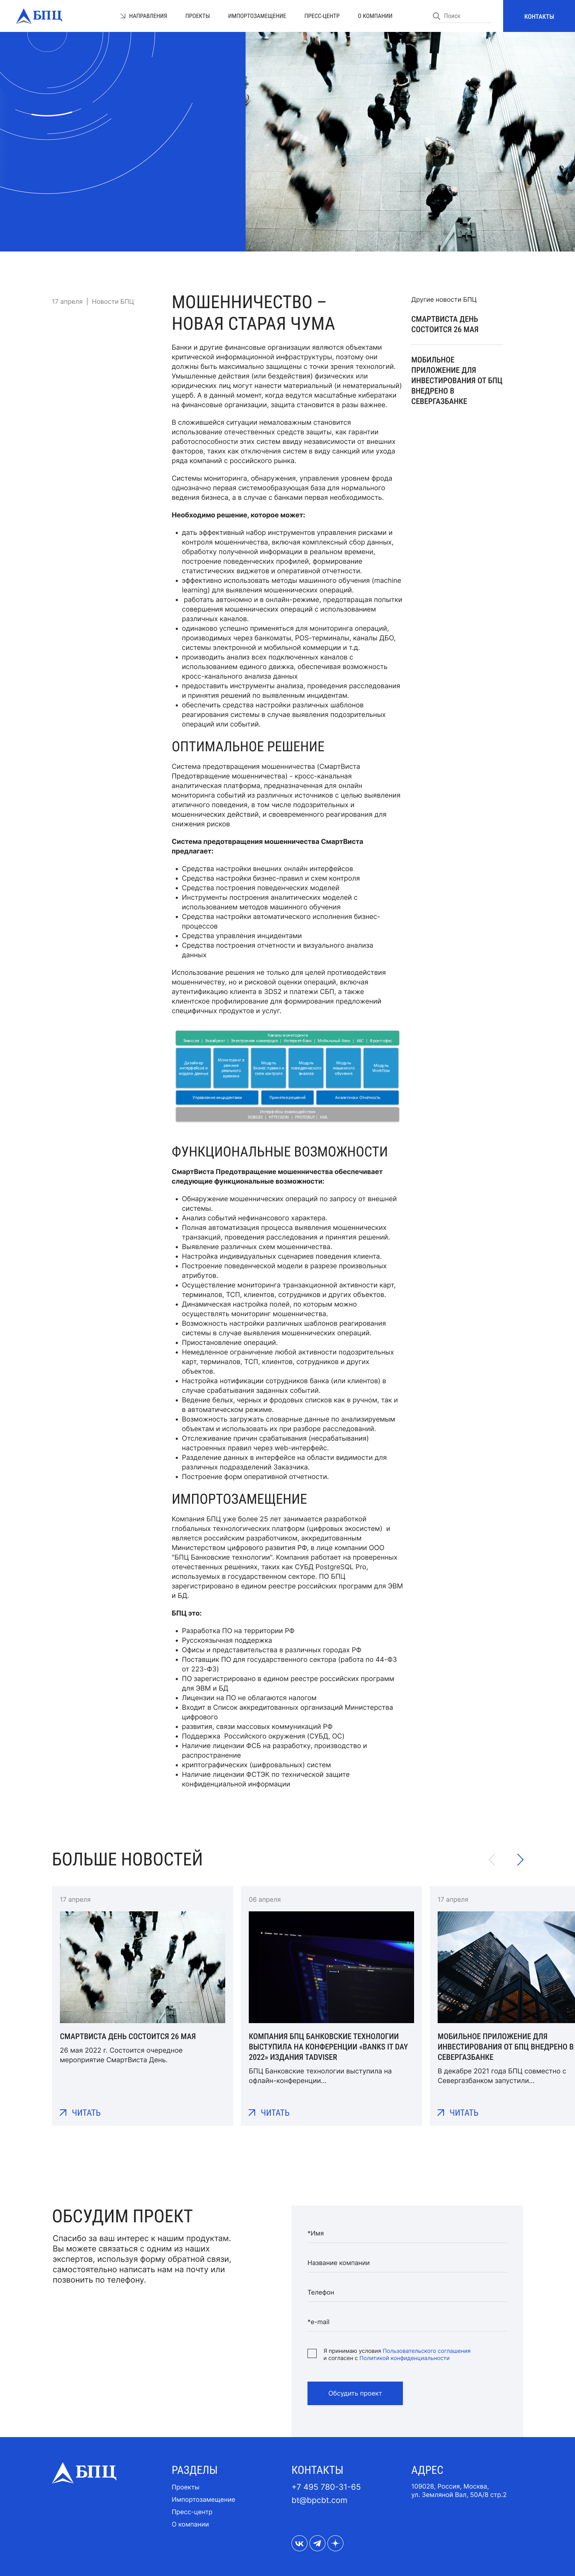 БПЦ
НАПРАВЛЕНИЯ
ПРОЕКТЫ
ИМПОРТОЗАМЕЩЕНИЕ
ПРЕСС-ЦЕНТР
О КОМПАНИИ
Поиск
КОНТАКТЫ
17 апреля | Новости БПЦ
МОШЕННИЧЕСТВО –
НОВАЯ СТАРАЯ ЧУМА
Банки и другие финансовые организации являются объектами
критической информационной инфраструктуры, поэтому они
должны быть максимально защищены с точки зрения технологий.
Умышленные действия (или бездействия) физических или
юридических лиц могут нанести материальный (и нематериальный)
ущерб. А в данный момент, когда ведутся масштабные кибератаки
на финансовые организации, защита становится в разы важнее.
В сложившейся ситуации немаловажным становится
использование отечественных средств защиты, как гарантии
работоспособности этих систем ввиду независимости от внешних
факторов, таких как отключения систем в виду санкций или ухода
ряда компаний с российского рынка.
Системы мониторинга, обнаружения, управления уровнем фрода
однозначно первая системообразующая база для нормального
ведения бизнеса, а в случае с банками первая необходимость.
Необходимо решение, которое может:
дать эффективный набор инструментов управления рисками и
контроля мошенничества, включая комплексный сбор данных,
обработку полученной информации в реальном времени,
построение поведенческих профилей, формирование
статистических виджетов и оперативной отчетности.
эффективно использовать методы машинного обучения (machine
learning) для выявления мошеннических операций.
работать автономно и в онлайн-режиме, предотвращая попытки
совершения мошеннических операций с использованием
различных каналов.
одинаково успешно применяться для мониторинга операций,
производимых через банкоматы, POS-терминалы, каналы ДБО,
системы электронной и мобильной коммерции и т.д.
производить анализ всех подключенных каналов с
использованием единого движка, обеспечивая возможность
кросс-канального анализа данных
предоставить инструменты анализа, проведения расследования
и принятия решений по выявленным инцидентам.
обеспечить средства настройки различных шаблонов
реагирования системы в случае выявления подозрительных
операций или событий.
Другие новости БПЦ
СМАРТВИСТА ДЕНЬ
СОСТОИТСЯ 26 МАЯ
МОБИЛЬНОЕ
ПРИЛОЖЕНИЕ ДЛЯ
ИНВЕСТИРОВАНИЯ ОТ БПЦ
ВНЕДРЕНО В
СЕВЕРГАЗБАНКЕ
ОПТИМАЛЬНОЕ РЕШЕНИЕ
Система предотвращения мошенничества (СмартВиста
Предотвращение мошенничества) - кросс-канальная
аналитическая платформа, предназначенная для онлайн
мониторинга событий из различных источников с целью выявления
атипичного поведения, в том числе подозрительных и
мошеннических действий, и своевременного реагирования для
снижения рисков
Система предотвращения мошенничества СмартВиста
предлагает:
Средства настройки внешних онлайн интерфейсов
Средства настройки бизнес-правил и схем контроля
Средства построения поведенческих моделей
Инструменты построения аналитических моделей с
использованием методов машинного обучения
Средства настройки автоматического исполнения бизнес-
процессов
Средства управления инцидентами
Средства построения отчетности и визуального анализа
данных
Использование решения не только для целей противодействия
мошенничеству, но и рисковой оценки операций, включая
аутентификацию клиента в 3DS2 и платежи СБП, а также
клиентское профилирование для формирования предложений
специфичных продуктов и услуг.
Каналы мониторинга
Эмиссия | Эквайринг | Электронная коммерция | Интернет-банк | Мобильный банк | АБС | Фронт-офис
Дизайнер интерфейсов и модели данных
Мониторинг в режиме реального времени
Модуль бизнес-правил и схем контроля
Модуль поведенческого анализа
Модуль машинного обучения
Модуль Workflow
Управление инцидентами
Принятие решений
Аналитика и Отчетность
Интерфейсы взаимодействия
ФУНКЦИОНАЛЬНЫЕ ВОЗМОЖНОСТИ
СмартВиста Предотвращение мошенничества обеспечивает
следующие функциональные возможности:
Обнаружение мошеннических операций по запросу от внешней
системы.
Анализ событий нефинансового характера.
Полная автоматизация процесса выявления мошеннических
транзакций, проведения расследования и принятия решений.
Выявление различных схем мошенничества.
Настройка индивидуальных сценариев поведения клиента.
Построение поведенческой модели в разрезе произвольных
атрибутов.
Осуществление мониторинга транзакционной активности карт,
терминалов, ТСП, клиентов, сотрудников и других объектов.
Динамическая настройка полей, по которым можно
осуществлять мониторинг мошенничества.
Возможность настройки различных шаблонов реагирования
системы в случае выявления мошеннических операций.
Приостановление операций.
Немедленное ограничение любой активности подозрительных
карт, терминалов, ТСП, клиентов, сотрудников и других
объектов.
Настройка нотификации сотрудников банка (или клиентов) в
случае срабатывания заданных событий.
Ведение белых, черных и фродовых списков как в ручном, так и
в автоматическом режиме.
Возможность загружать словарные данные по анализируемым
объектам и использовать их при разборе расследований.
Отслеживание причин срабатывания (несрабатывания)
настроенных правил через web-интерфейс.
Разделение данных в интерфейсе на области видимости для
различных подразделений Заказчика.
Построение форм оперативной отчетности.
ИМПОРТОЗАМЕЩЕНИЕ
Компания БПЦ уже более 25 лет занимается разработкой
глобальных технологических платформ (цифровых экосистем) и
является российским разработчиком, аккредитованным
Министерством цифрового развития РФ, в лице компании ООО
"БПЦ Банковские технологии". Компания работает на проверенных
отечественных решениях, таких как СУБД PostgreSQL Pro,
используемых в государственном секторе. ПО БПЦ
зарегистрировано в едином реестре российских программ для ЭВМ
и БД.
БПЦ это:
Разработка ПО на территории РФ
Русскоязычная поддержка
Офисы и представительства в различных городах РФ
Поставщик ПО для государственного сектора (работа по 44-ФЗ
от 223-ФЗ)
ПО зарегистрировано в едином реестре российских программ
для ЭВМ и БД
Лицензии на ПО не облагаются налогом
Входит в Список аккредитованных организаций Министерства
цифрового
развития, связи массовых коммуникаций РФ
Поддержка Российского окружения (СУБД, ОС)
Наличие лицензии ФСБ на разработку, производство и
распространение
криптографических (шифровальных) систем
Наличие лицензии ФСТЭК по технической защите
конфиденциальной информации
БОЛЬШЕ НОВОСТЕЙ
17 апреля
СМАРТВИСТА ДЕНЬ СОСТОИТСЯ 26 МАЯ
26 мая 2022 г. Состоится очередное
мероприятие СмартВиста День.
ЧИТАТЬ
06 апреля
КОМПАНИЯ БПЦ БАНКОВСКИЕ ТЕХНОЛОГИИ
ВЫСТУПИЛА НА КОНФЕРЕНЦИИ «BANKS IT DAY
2022» ИЗДАНИЯ TADVISER
БПЦ Банковские технологии выступила на
офлайн-конференции...
ЧИТАТЬ
17 апреля
МОБИЛЬНОЕ ПРИЛОЖЕНИЕ ДЛЯ
ИНВЕСТИРОВАНИЯ ОТ БПЦ ВНЕДРЕНО В
СЕВЕРГАЗБАНКЕ
В декабре 2021 года БПЦ совместно с
Севергазбанком запустили...
ЧИТАТЬ
ОБСУДИМ ПРОЕКТ
Спасибо за ваш интерес к нашим продуктам.
Вы можете связаться с одним из наших
экспертов, используя форму обратной связи,
самостоятельно написать нам на почту или
позвонить по телефону.
*Имя
Название компании
Телефон
*e-mail
Я принимаю условия Пользовательского соглашения
и согласен с Политикой конфиденциальности
Обсудить проект
БПЦ
РАЗДЕЛЫ
Проекты
Импортозамещение
Пресс-центр
О компании
КОНТАКТЫ
+7 495 780-31-65
bt@bpcbt.com
АДРЕС
109028, Россия, Москва,
ул. Земляной Вал, 50А/8 стр.2